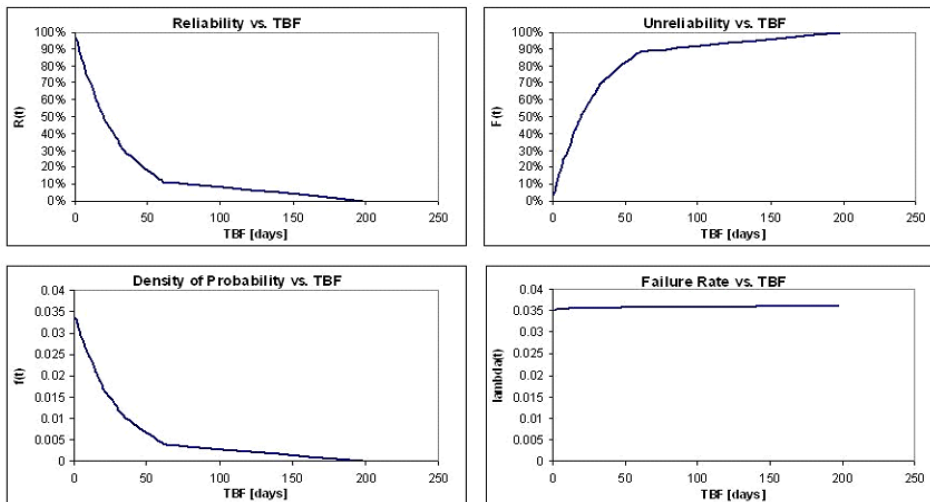 Reliability vs. TBF
100%
90%
80%
70%
60%
50%
40%
30%
20%
10%
0%
R(t)
0 50 100 150 200 250
TBF [days]
Unreliability vs. TBF
100%
90%
80%
70%
60%
50%
40%
30%
20%
10%
0%
F(t)
0 50 100 150 200 250
TBF [days]
Density of Probability vs. TBF
0.04
0.035
0.03
0.025
0.02
0.015
0.01
0.005
0
f(t)
0 50 100 150 200 250
TBF [days]
Failure Rate vs. TBF
0.04
0.035
0.03
0.025
0.02
0.015
0.01
0.005
0
lambda(t)
0 50 100 150 200 250
TBF [days]